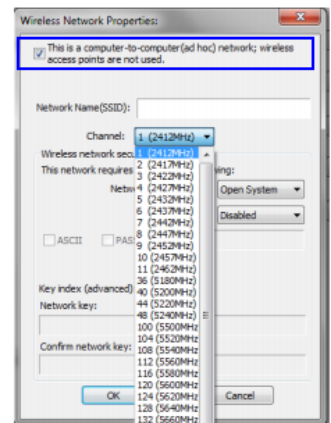 Wireless Network Properties:
This is a computer-to-computer(ad hoc) network; wireless
access points are not used.
Network Name(SSID):
Channel: 1 (2412MHz)
Wireless network secu
1 (2412MHz)
This network requires
2 (2417MHz)
ing:
3 (2422MHz)
Netw
4 (2427MHz)
Open System
5 (2432MHz)
6 (2437MHz)
7 (2442MHz)
Disabled
8 (2447MHz)
ASCII
PAS
9 (2452MHz)
10 (2457MHz)
11 (2462MHz)
36 (5180MHz)
Key index (advanced)
40 (5200MHz)
Network key:
44 (5220MHz)
48 (5240MHz)
100 (5500MHz
104 (5520MHz
Confirm network key:
108 (5540MHz
112 (5560MHz
116 (5580MHz
120 (5600MHz
OK
124 (5620MHz
Cancel
128 (5640MHz
132 (5660MHz